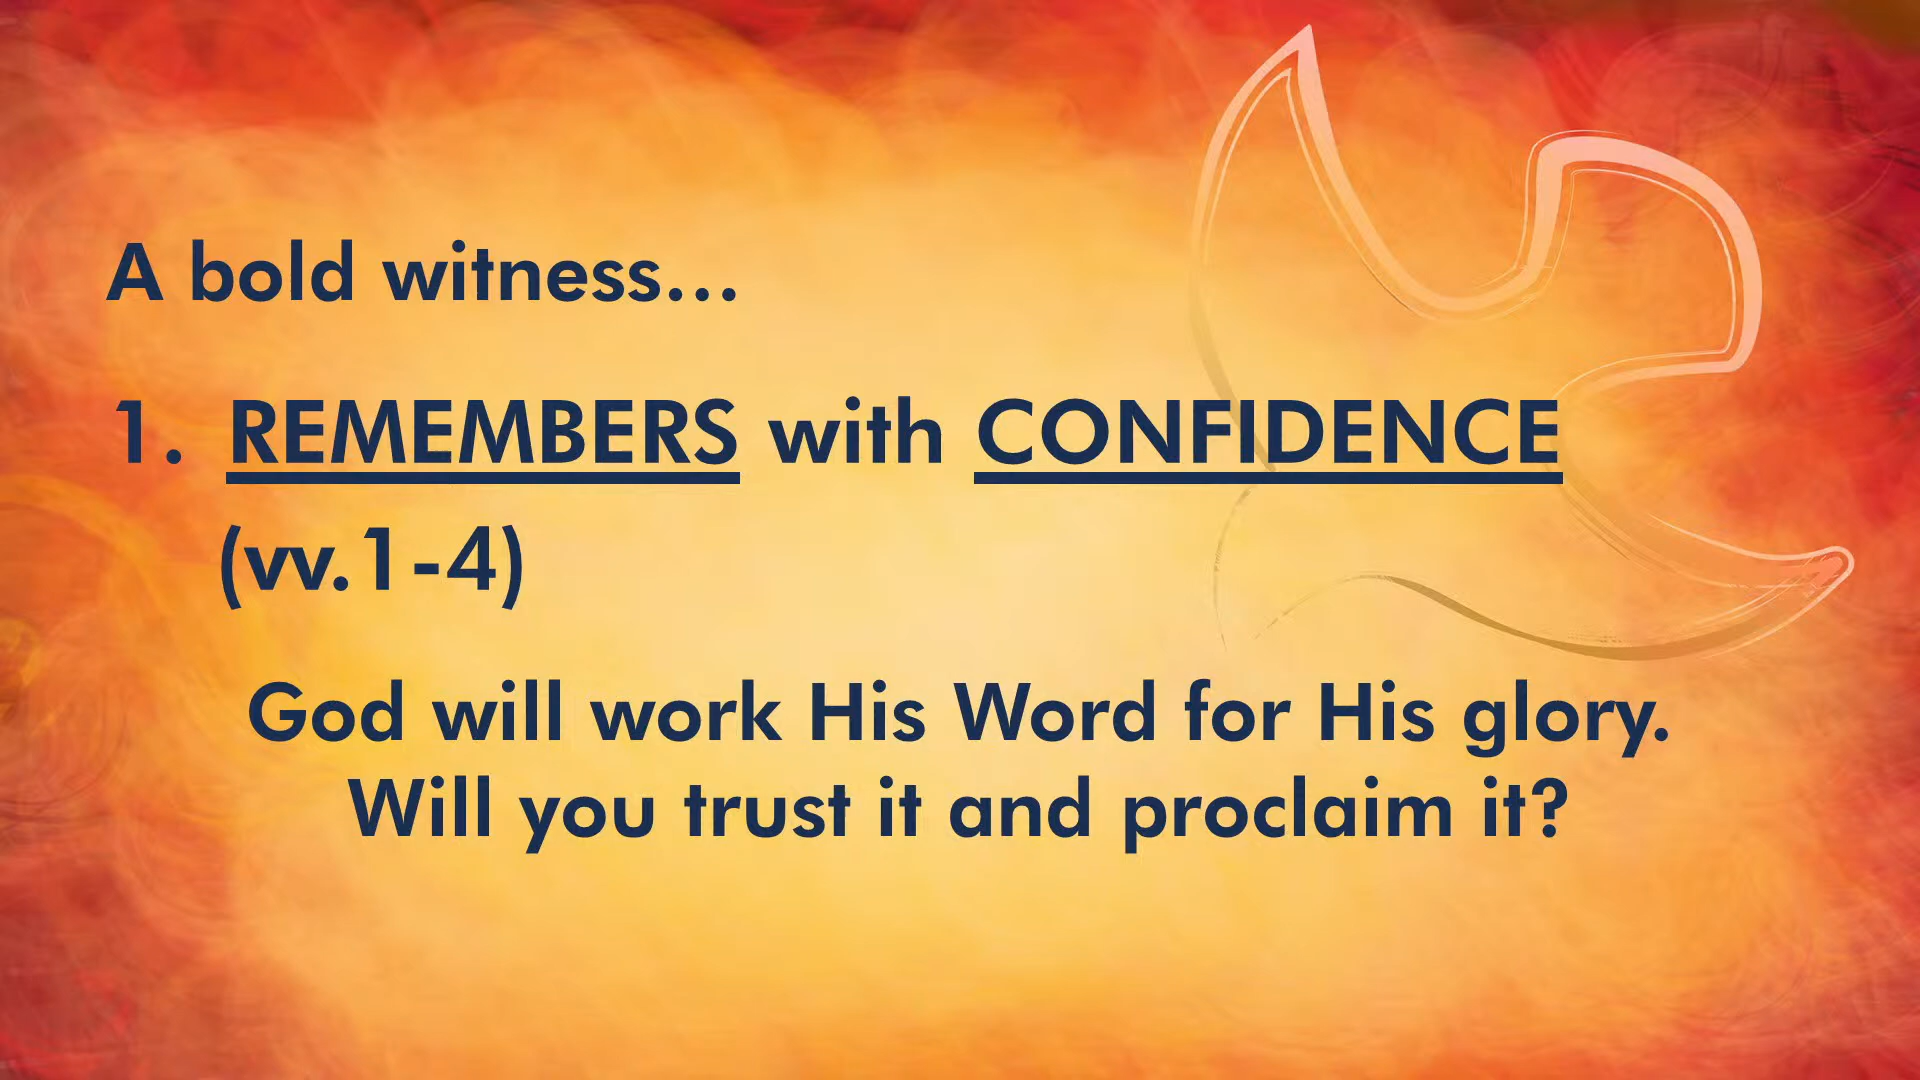 A bold witness...
1. REMEMBERS with CONFIDENCE
(vv.1-4)
God will work His Word for His glory.
Will you trust it and proclaim it?